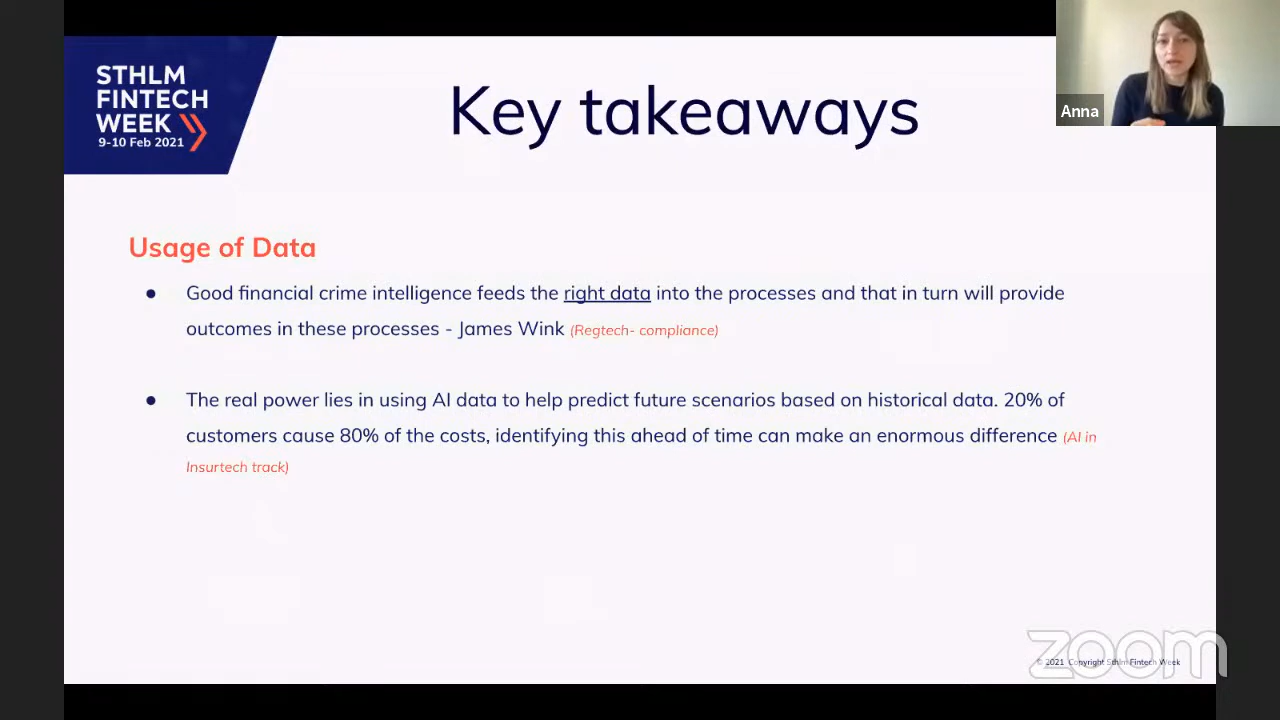 STHLM
FINTECH
WEEK
9-10 Feb 2021
Key takeaways
Anna
Usage of Data
● Good financial crime intelligence feeds the right data into the processes and that in turn will provide
outcomes in these processes - James Wink (Regtech- compliance)
● The real power lies in using AI data to help predict future scenarios based on historical data. 20% of
customers cause 80% of the costs, identifying this ahead of time can make an enormous difference (AI in
Insurtech track)
zoom
© 2021 Copyright Sthlm Fintech Week